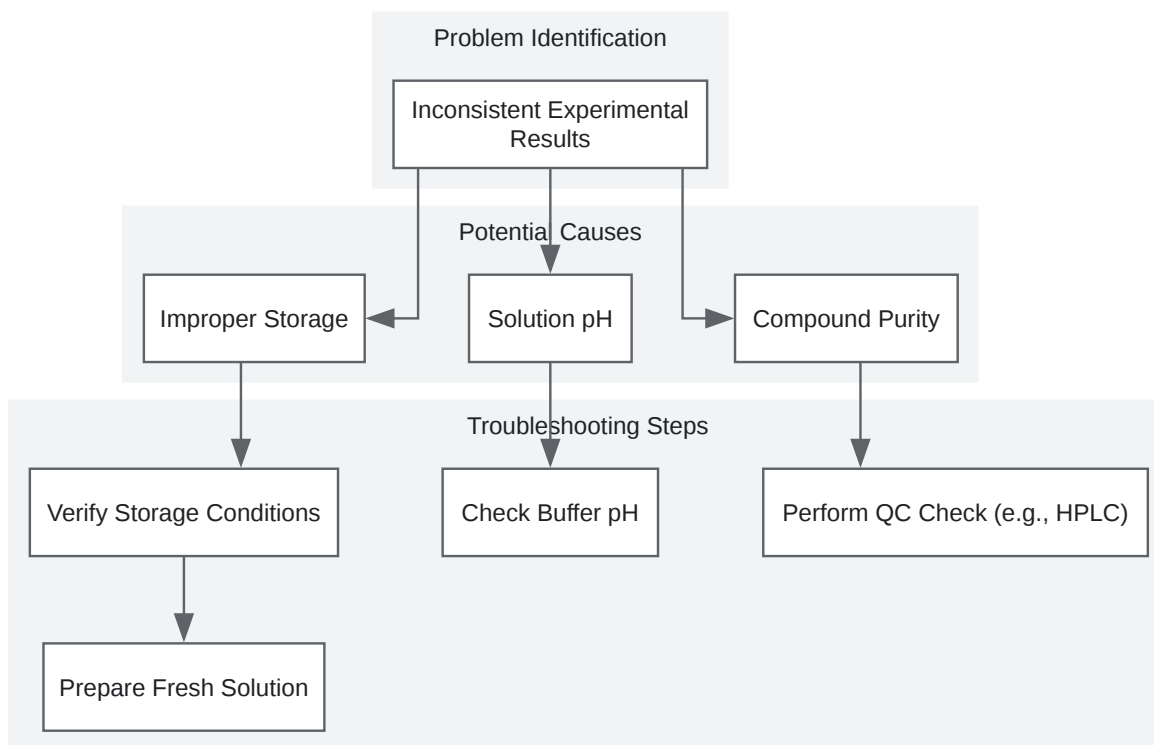 Problem Identification
Inconsistent Experimental
Results
Potential Causes
Improper Storage
Solution pH
Compound Purity
Troubleshooting Steps
Verify Storage Conditions
Check Buffer pH
Perform QC Check (e.g., HPLC)
Prepare Fresh Solution